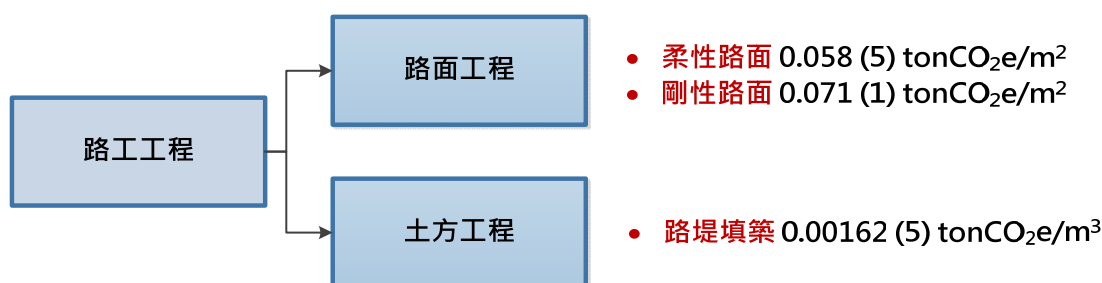 路工工程
路面工程
• 柔性路面 0.058 (5) tonCO₂e/m²
• 剛性路面 0.071 (1) tonCO₂e/m²
土方工程
• 路堤填築 0.00162 (5) tonCO₂e/m³